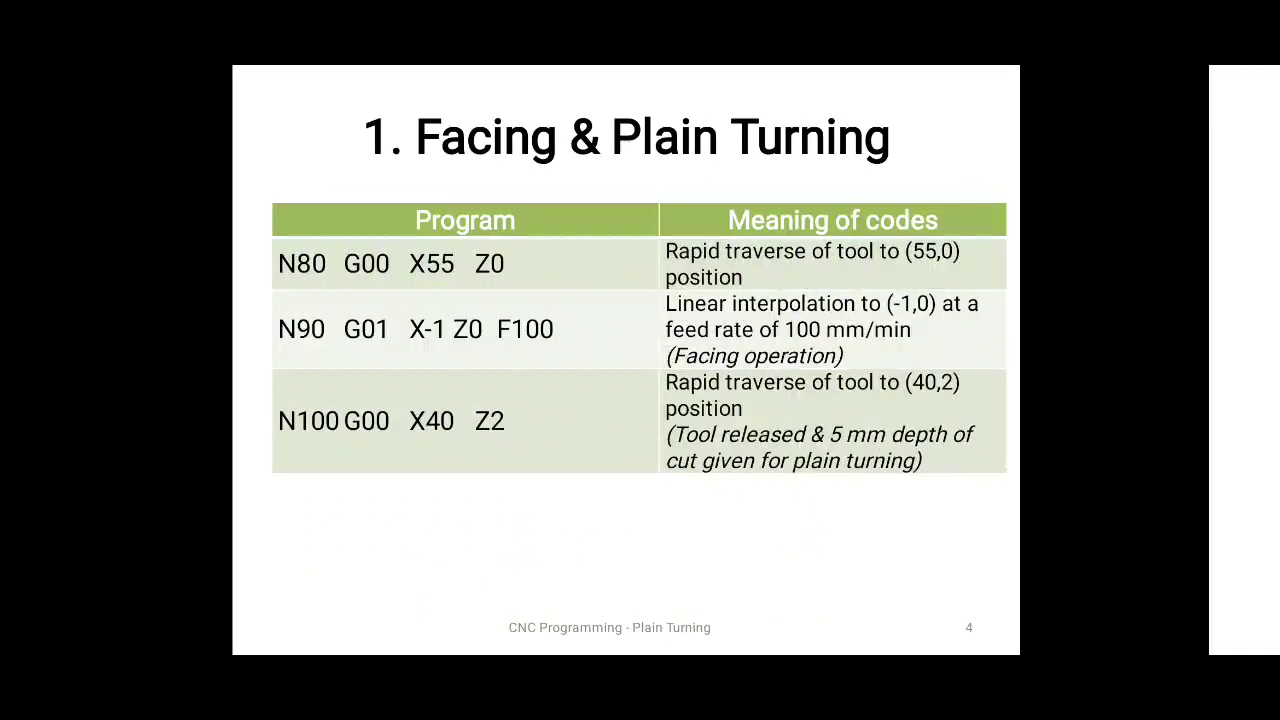 1. Facing & Plain Turning
Program Meaning of codes
N80 G00 X55 Z0
Rapid traverse of tool to (55,0)
position
N90 G01 X-1 Z0 F100
Linear interpolation to (-1,0) at a
feed rate of 100 mm/min
(Facing operation)
N100 G00 X40 Z2
Rapid traverse of tool to (40,2)
position
(Tool released & 5 mm depth of
cut given for plain turning)
CNC Programming - Plain Turning 4